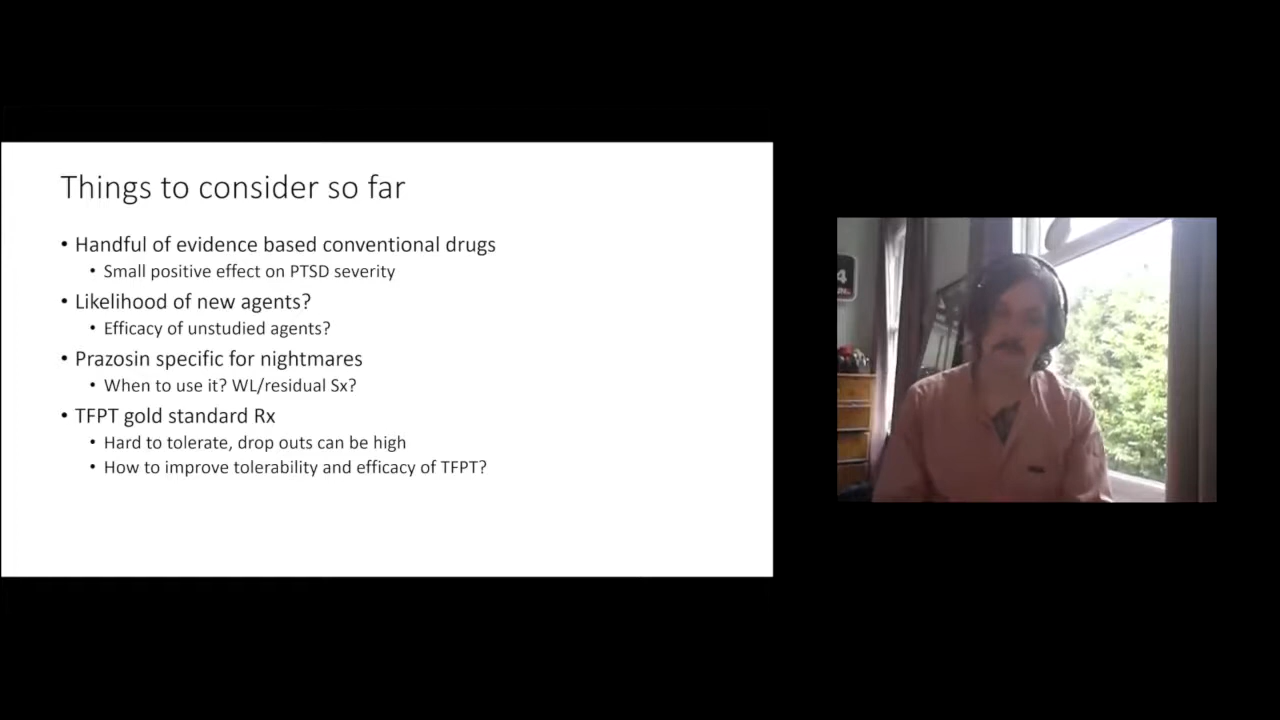 Things to consider so far
• Handful of evidence based conventional drugs
• Small positive effect on PTSD severity
• Likelihood of new agents?
• Efficacy of unstudied agents?
• Prazosin specific for nightmares
• When to use it? WL/residual Sx?
• TFPT gold standard Rx
• Hard to tolerate, drop outs can be high
• How to improve tolerability and efficacy of TFPT?
4